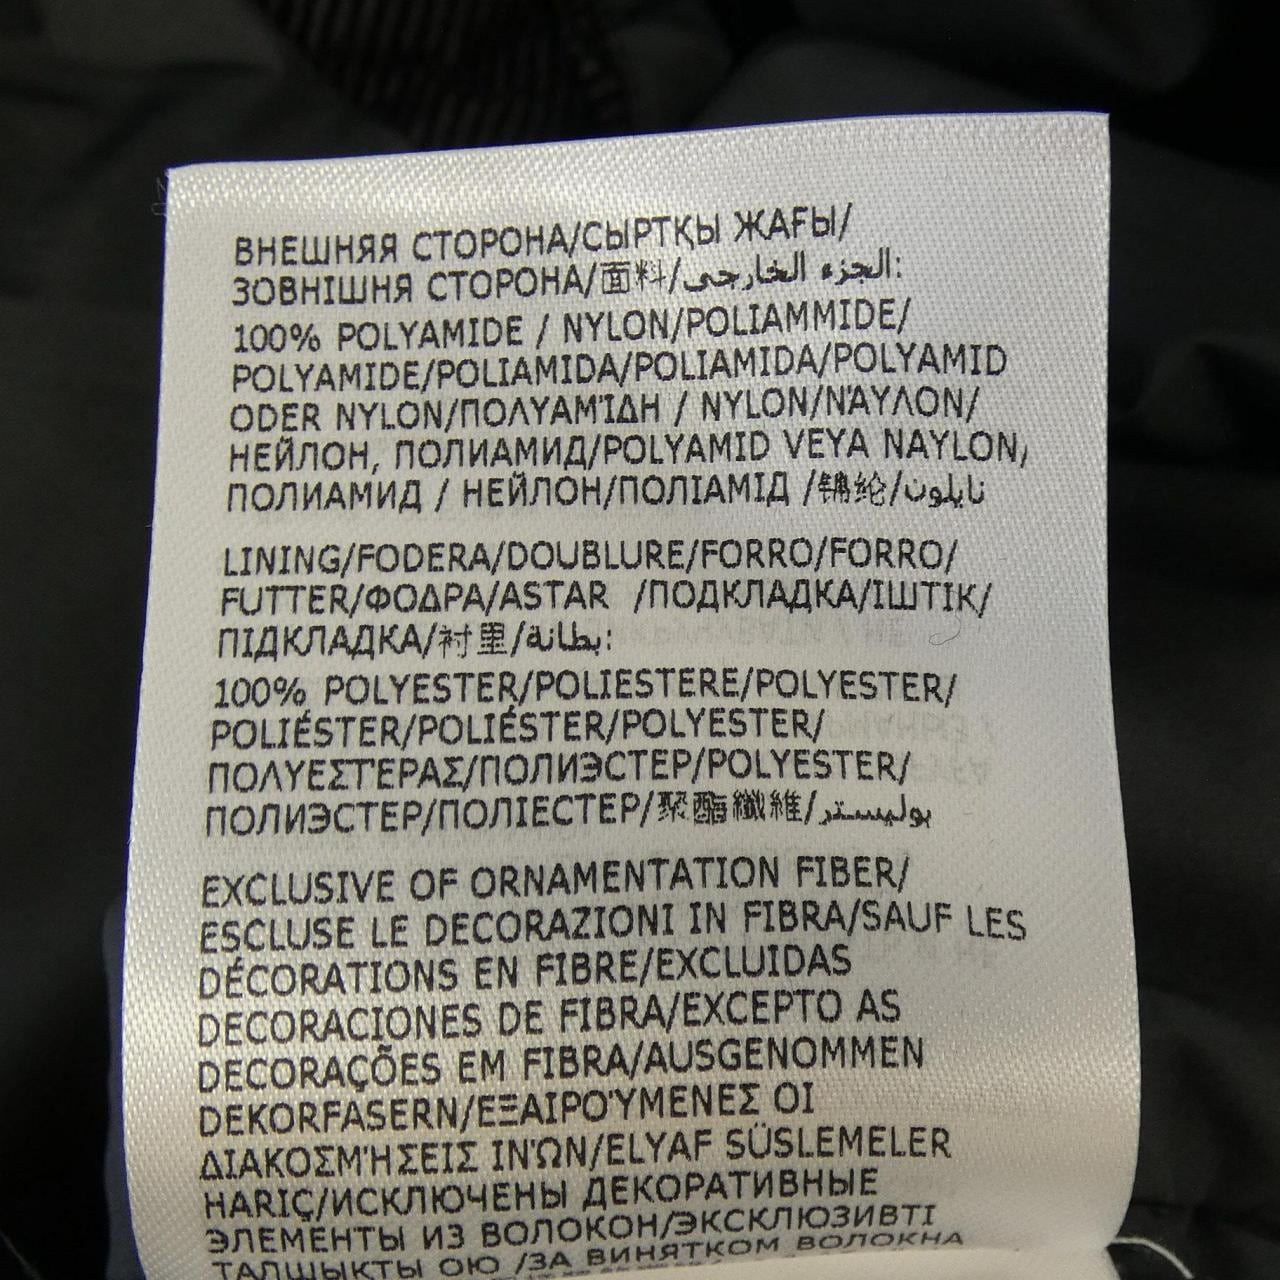 ВНЕШНЯЯ СТОРОНА/СЫРТҚЫ ЖАҒЫ/
ЗОВНІШНЯ СТОРОНА/面料/الجزء الخارجى:
100% POLYAMIDE / NYLON/POLIAMMIDE/
POLYAMIDE/POLIAMIDA/POLIAMIDA/POLYAMID
ODER NYLON/ΠΟΛΥΑΜΊΔΗ / NYLON/ΝΆΥΛΟΝ/
НЕЙЛОН, ПОЛИАМИД/POLYAMID VEYA NAYLON,
ПОЛИАМИД / НЕЙЛОН/ПОЛІАМІД /锦纶/نايلون
LINING/FODERA/DOUBLURE/FORRO/FORRO/
FUTTER/ΦΟΔΡΑ/ASTAR /ПОДКЛАДКА/ІШТІК/
ПІДКЛАДКА/衬里/بطانة:
100% POLYESTER/POLIESTERE/POLYESTER/
POLIÉSTER/POLIÉSTER/POLYESTER/
ΠΟΛΥΕΣΤΕΡΑΣ/ПОЛИЭСТЕР/POLYESTER/
ПОЛИЭСТЕР/ПОЛІЕСТЕР/聚酯纖維/بوليستر
EXCLUSIVE OF ORNAMENTATION FIBER/
ESCLUSE LE DECORAZIONI IN FIBRA/SAUF LES
DÉCORATIONS EN FIBRE/EXCLUIDAS
DECORACIONES DE FIBRA/EXCEPTO AS
DECORAÇÕES EM FIBRA/AUSGENOMMEN
DEKORFASERN/ΕΞΑΙΡΟΎΜΕΝΕΣ ΟΙ
ΔΙΑΚΟΣΜΉΣΕΙΣ ΙΝΏΝ/ELYAF SÜSLEMELER
HARIÇ/ИСКЛЮЧЕНЫ ДЕКОРАТИВНЫЕ
ЭЛЕМЕНТЫ ИЗ ВОЛОКОН/ЭКСКЛЮЗИВТІ
ТАЛШЫҚТЫ ОЮ /ЗА ВИНЯТКОМ ВОЛОКНА